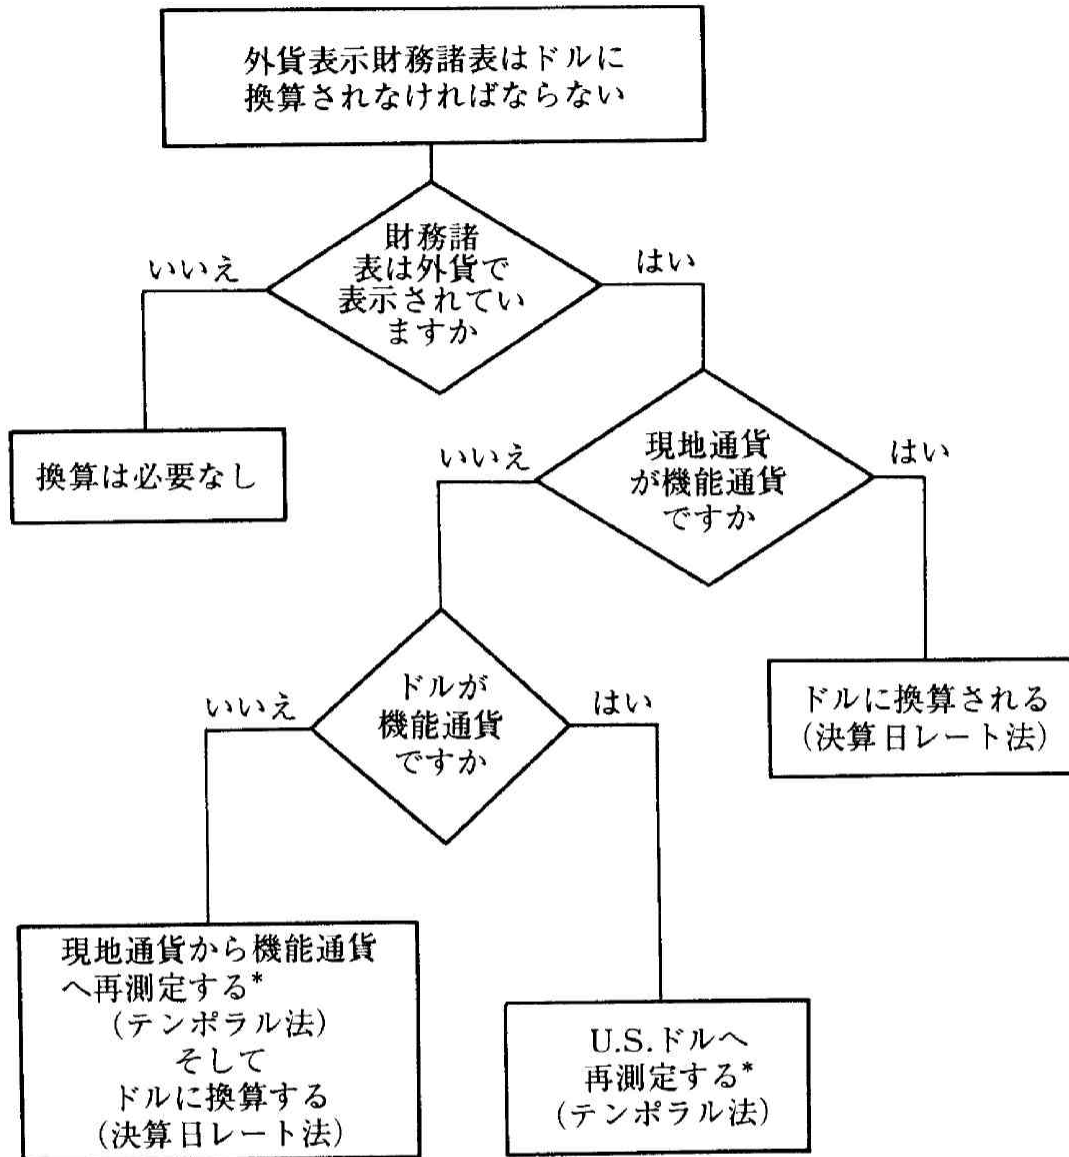 外貨表示財務諸表はドルに
換算されなければならない
財務諸
表は外貨で
表示されてい
ますか
いいえ
はい
換算は必要なし
現地通貨
が機能通貨
ですか
いいえ
はい
ドルが
機能通貨
ですか
いいえ
はい
ドルに換算される
(決算日レート法)
現地通貨から機能通貨
へ再測定する*
(テンポラル法)
そして
ドルに換算する
(決算日レート法)
U.S.ドルへ
再測定する*
(テンポラル法)